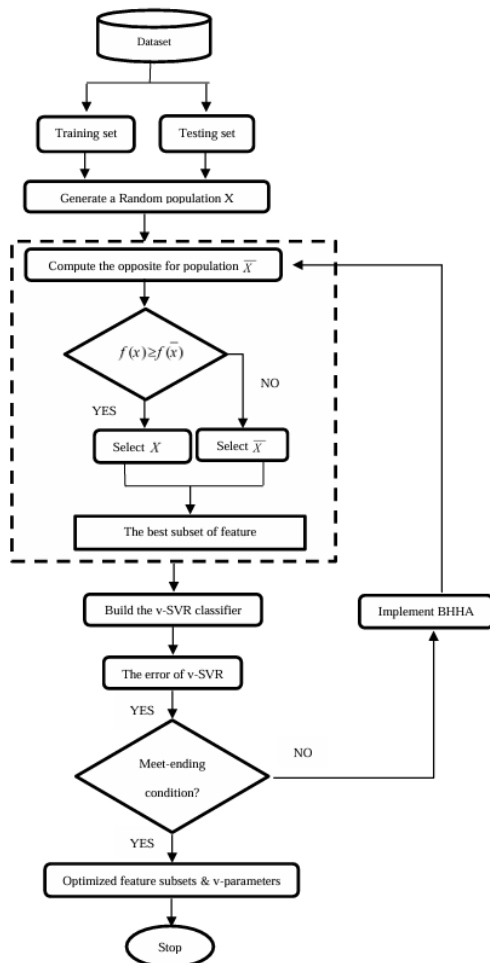 Dataset
Training set
Testing set
Generate a Random population X
Compute the opposite for population X̅
f(x)≥f(x̅)
NO
YES
Select X
Select X̅
The best subset of feature
Build the v-SVR classifier
Implement BHHA
The error of v-SVR
YES
NO
Meet-ending
condition?
YES
Optimized feature subsets & v-parameters
Stop